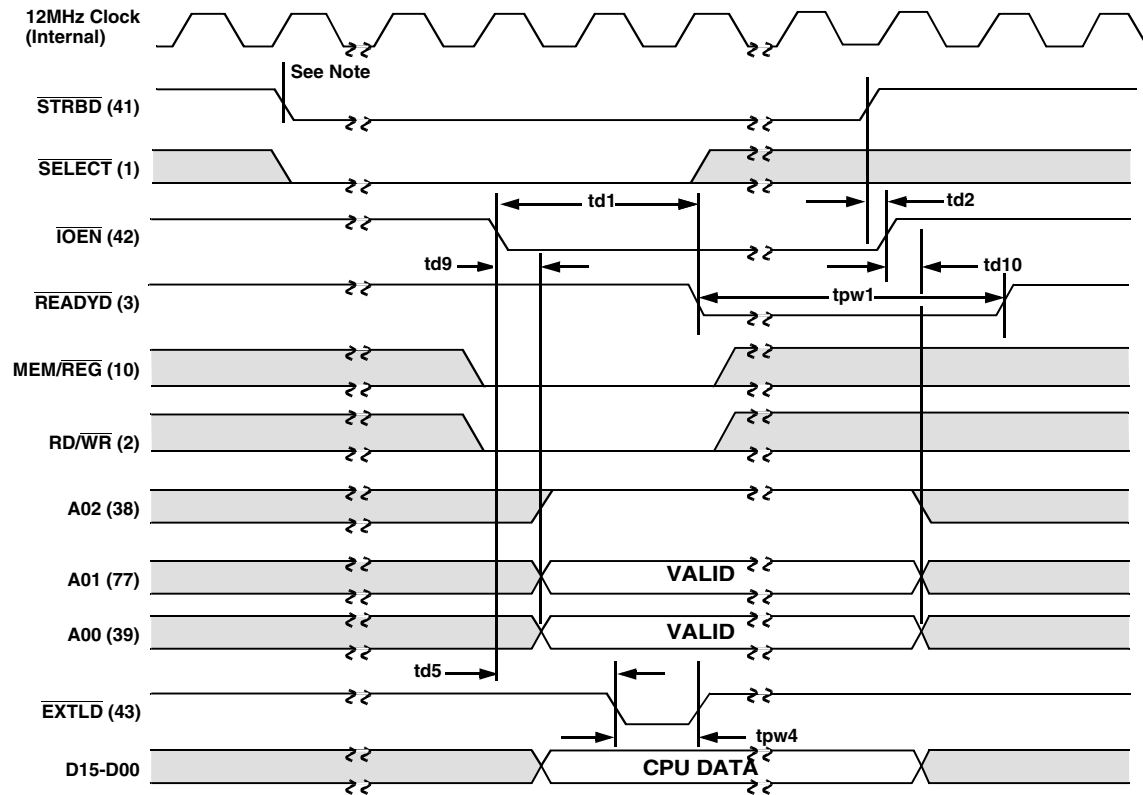 12MHz Clock
(Internal)
See Note
STRBD (41)
SELECT (1)
td1
td2
IOEN (42)
td9
td10
READYD (3)
tpw1
MEM/REG (10)
RD/WR (2)
A02 (38)
A01 (77)
VALID
A00 (39)
VALID
td5
EXTLD (43)
tpw4
D15-D00
CPU DATA